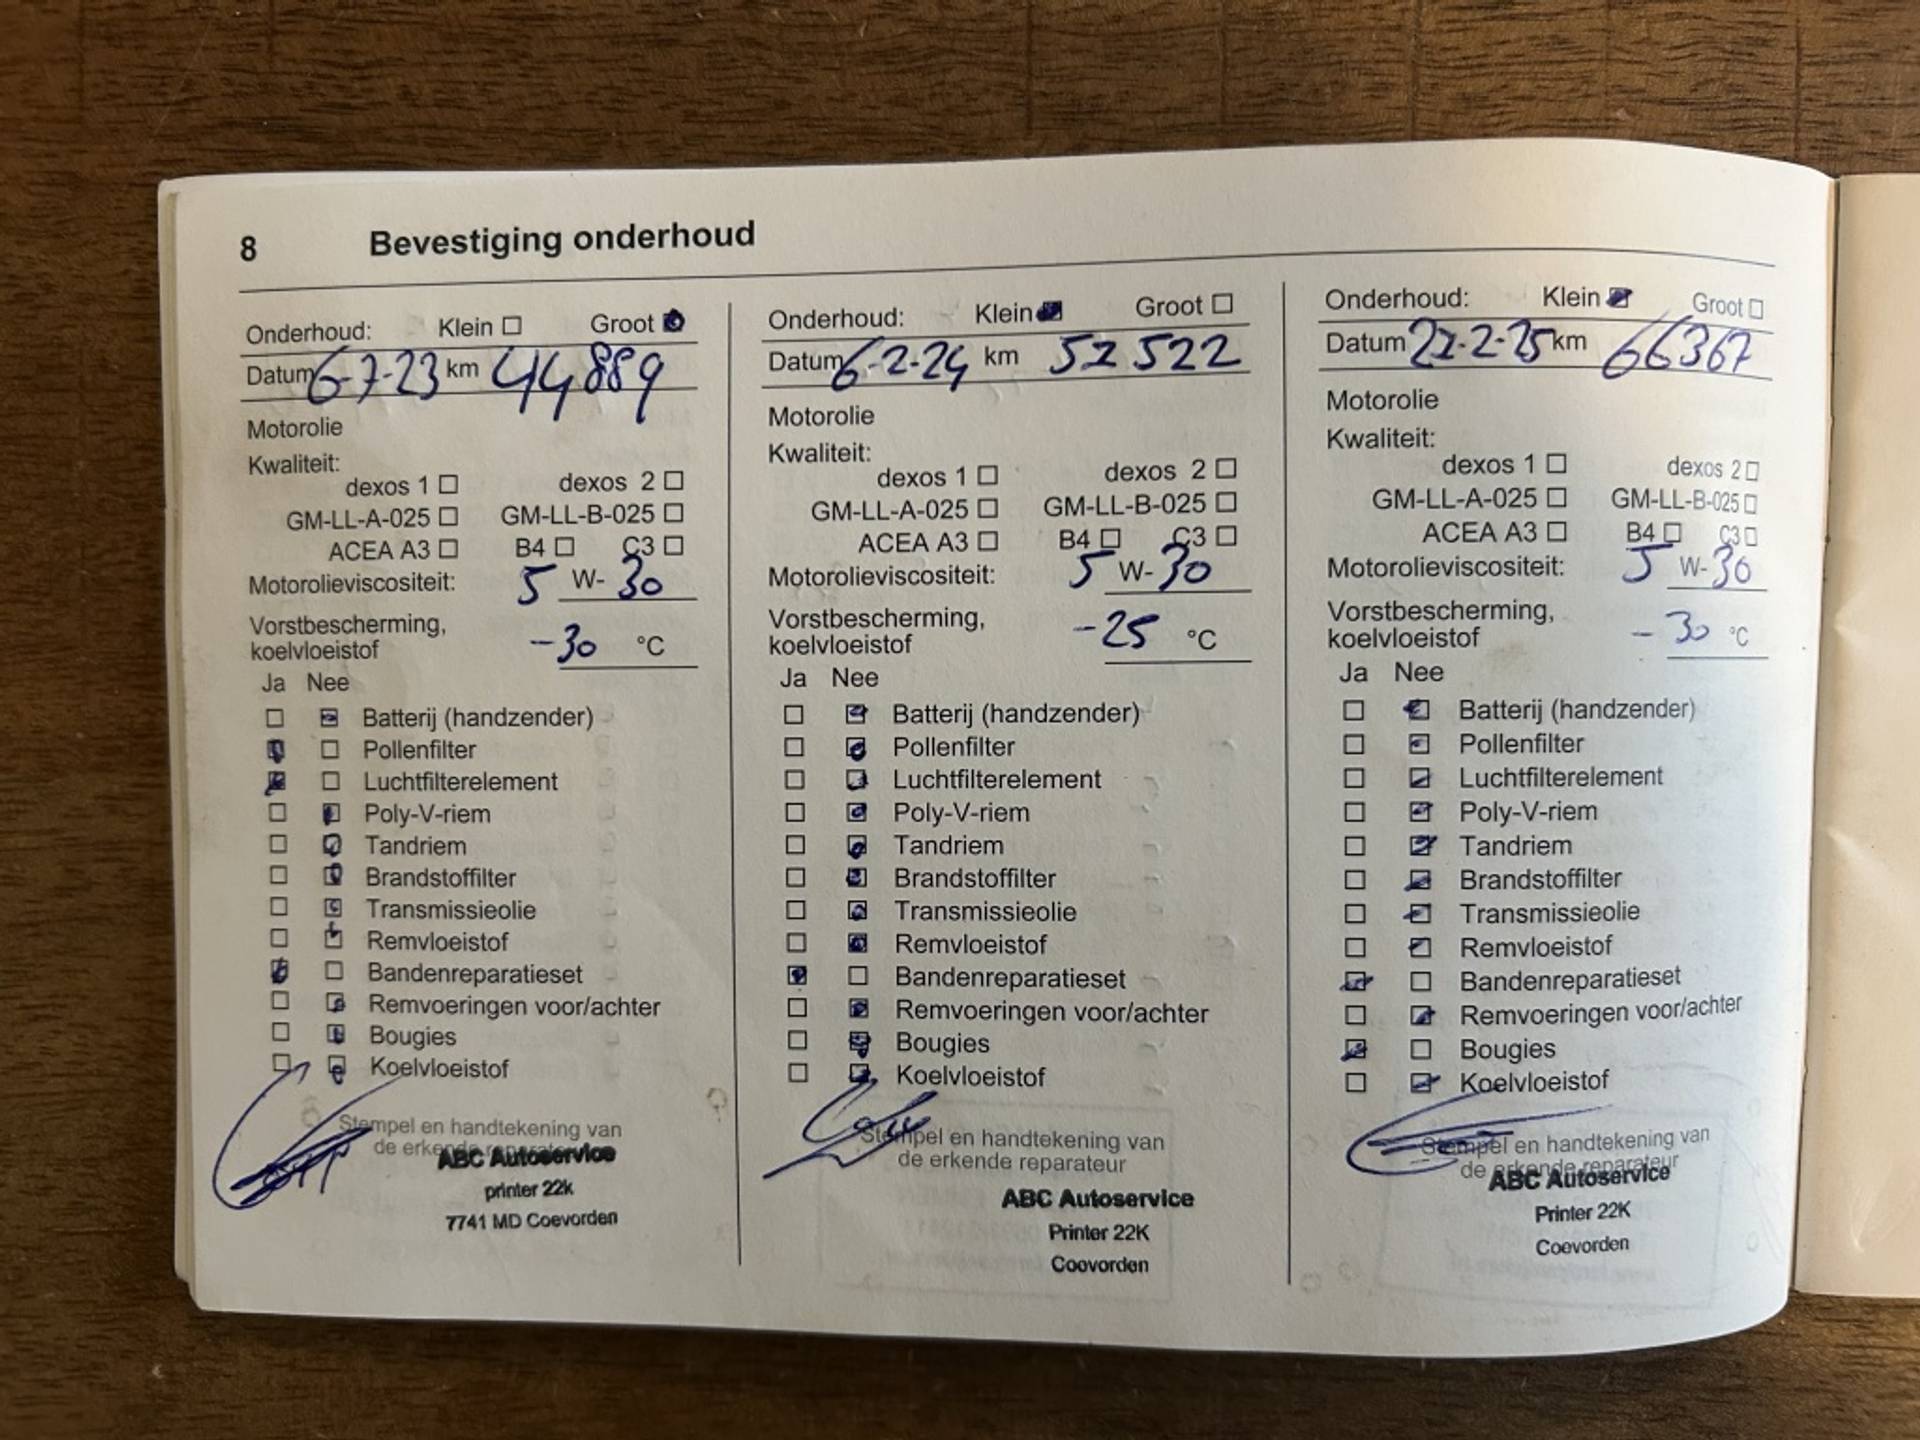 8 Bevestiging onderhoud
Onderhoud: Klein Groot
Datum 6-7-23 km 44889
Motorolie
Kwaliteit:
dexos 1 dexos 2
GM-LL-A-025 GM-LL-B-025
ACEA A3 B4 C3
Motorolieviscositeit: 5 W-30
Vorstbescherming,
koelvloeistof -30 °C
Ja Nee
Batterij (handzender)
Pollenfilter
Luchtfilterelement
Poly-V-riem
Tandriem
Brandstoffilter
Transmissieolie
Remvloeistof
Bandenreparatieset
Remvoeringen voor/achter
Bougies
Koelvloeistof
Stempel en handtekening van
de erkende reparateur
ABC Autoservice
printer 22k
7741 MD Coevorden
Onderhoud: Klein Groot
Datum 6-2-24 km 52522
Motorolie
Kwaliteit:
dexos 1 dexos 2
GM-LL-A-025 GM-LL-B-025
ACEA A3 B4 C3
Motorolieviscositeit: 5 W-30
Vorstbescherming,
koelvloeistof -25 °C
Ja Nee
Batterij (handzender)
Pollenfilter
Luchtfilterelement
Poly-V-riem
Tandriem
Brandstoffilter
Transmissieolie
Remvloeistof
Bandenreparatieset
Remvoeringen voor/achter
Bougies
Koelvloeistof
Stempel en handtekening van
de erkende reparateur
ABC Autoservice
Printer 22K
Coevorden
Onderhoud: Klein Groot
Datum km 66367
Motorolie
Kwaliteit:
dexos 1 dexos 2
GM-LL-A-025 GM-LL-B-025
ACEA A3 B4 C3
Motorolieviscositeit: 5 W-30
Vorstbescherming,
koelvloeistof -30 °C
Ja Nee
Batterij (handzender)
Pollenfilter
Luchtfilterelement
Poly-V-riem
Tandriem
Brandstoffilter
Transmissieolie
Remvloeistof
Bandenreparatieset
Remvoeringen voor/achter
Bougies
Koelvloeistof
Stempel en handtekening van
de erkende reparateur
ABC Autoservice
Printer 22K
Coevorden